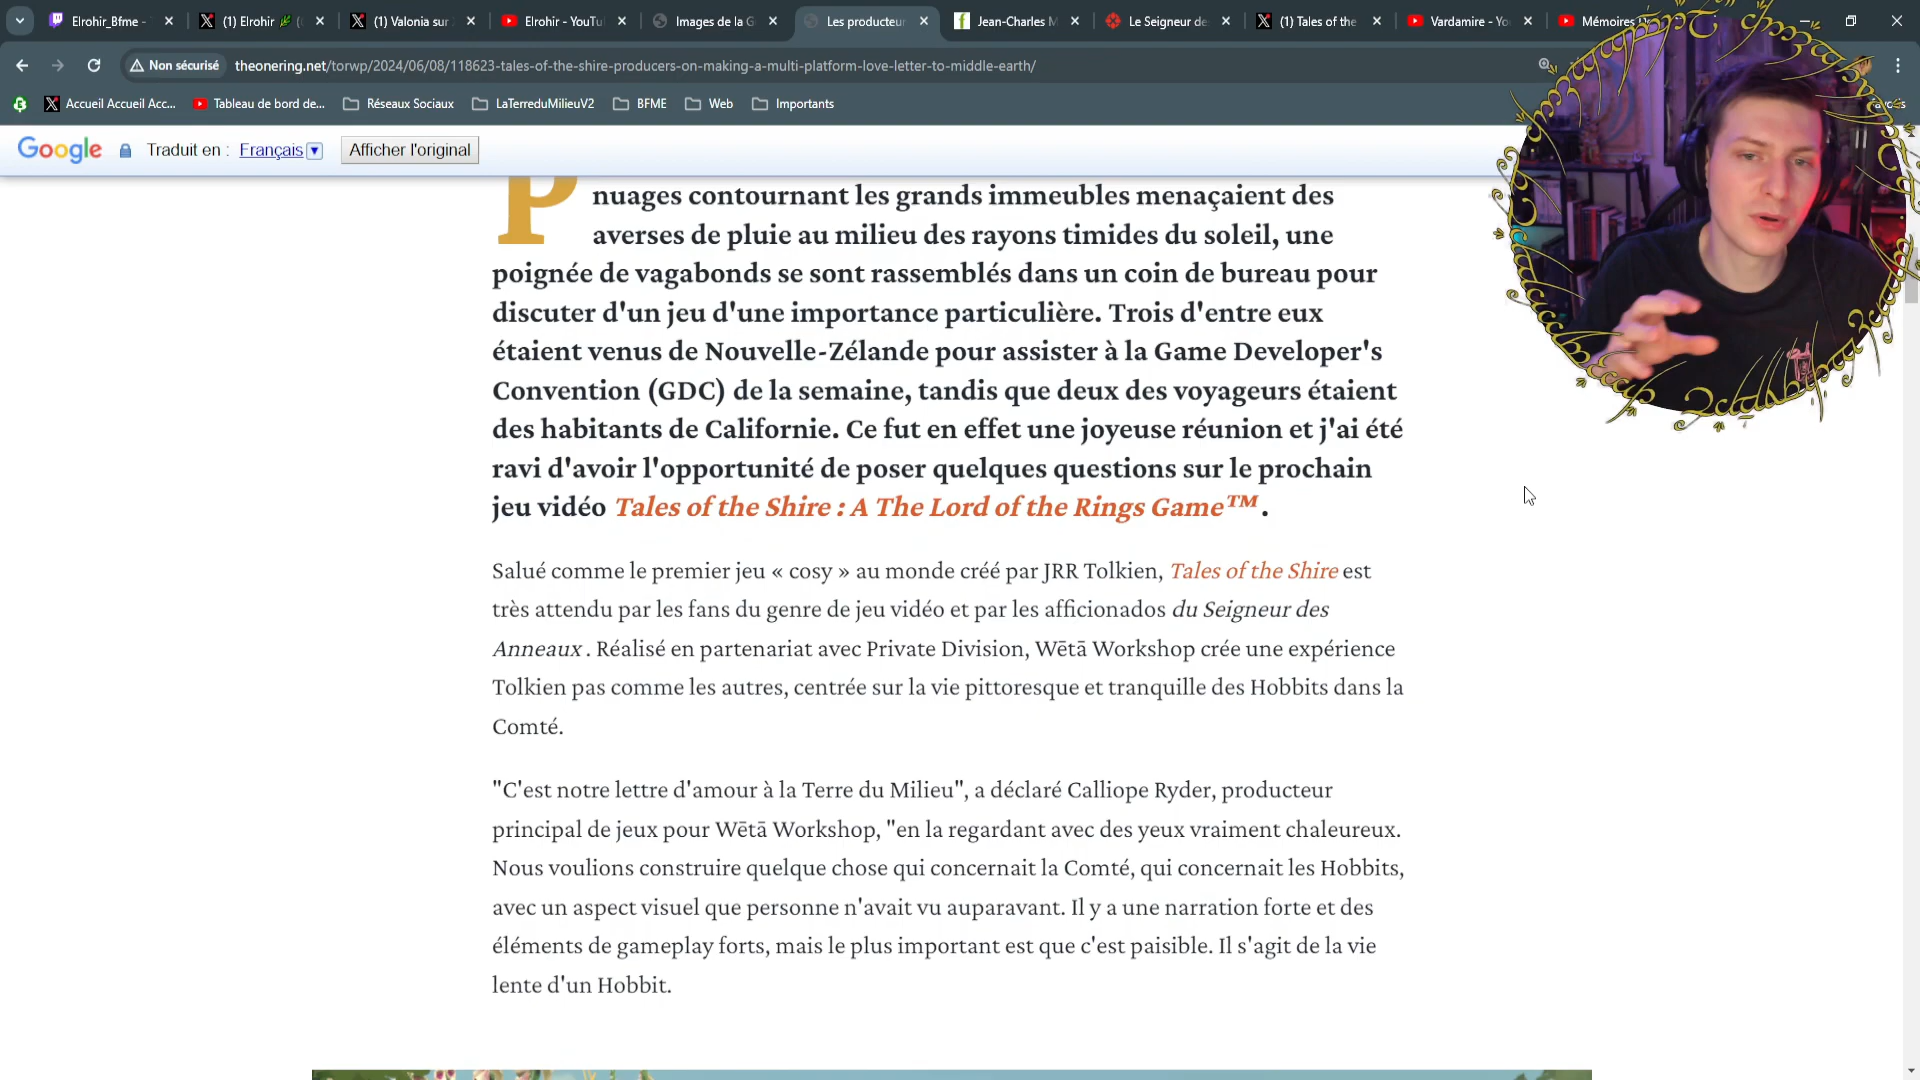 Elrohir_Bfme -
(1) Elrohir
(1) Valonia sur
Elrohir - YouTu
Images de la G
Les producteur
Jean-Charles M
Le Seigneur de
(1) Tales of the
Vardamire - Yo
Mémoires
Non sécurisé
theonering.net/torwp/2024/06/08/118623-tales-of-the-shire-producers-on-making-a-multi-platform-love-letter-to-middle-earth/
Accueil Accueil Acc...
Tableau de bord de...
Réseaux Sociaux
LaTerreduMilieuV2
BFME
Web
Importants
Google
Traduit en :
Français
Afficher l'original
P
nuages contournant les grands immeubles menaçaient des
averses de pluie au milieu des rayons timides du soleil, une
poignée de vagabonds se sont rassemblés dans un coin de bureau pour
discuter d'un jeu d'une importance particulière. Trois d'entre eux
étaient venus de Nouvelle-Zélande pour assister à la Game Developer's
Convention (GDC) de la semaine, tandis que deux des voyageurs étaient
des habitants de Californie. Ce fut en effet une joyeuse réunion et j'ai été
ravi d'avoir l'opportunité de poser quelques questions sur le prochain
jeu vidéo Tales of the Shire : A The Lord of the Rings Game™ .
Salué comme le premier jeu « cosy » au monde créé par JRR Tolkien, Tales of the Shire est
très attendu par les fans du genre de jeu vidéo et par les afficionados du Seigneur des
Anneaux . Réalisé en partenariat avec Private Division, Wētā Workshop crée une expérience
Tolkien pas comme les autres, centrée sur la vie pittoresque et tranquille des Hobbits dans la
Comté.
"C'est notre lettre d'amour à la Terre du Milieu", a déclaré Calliope Ryder, producteur
principal de jeux pour Wētā Workshop, "en la regardant avec des yeux vraiment chaleureux.
Nous voulions construire quelque chose qui concernait la Comté, qui concernait les Hobbits,
avec un aspect visuel que personne n'avait vu auparavant. Il y a une narration forte et des
éléments de gameplay forts, mais le plus important est que c'est paisible. Il s'agit de la vie
lente d'un Hobbit.